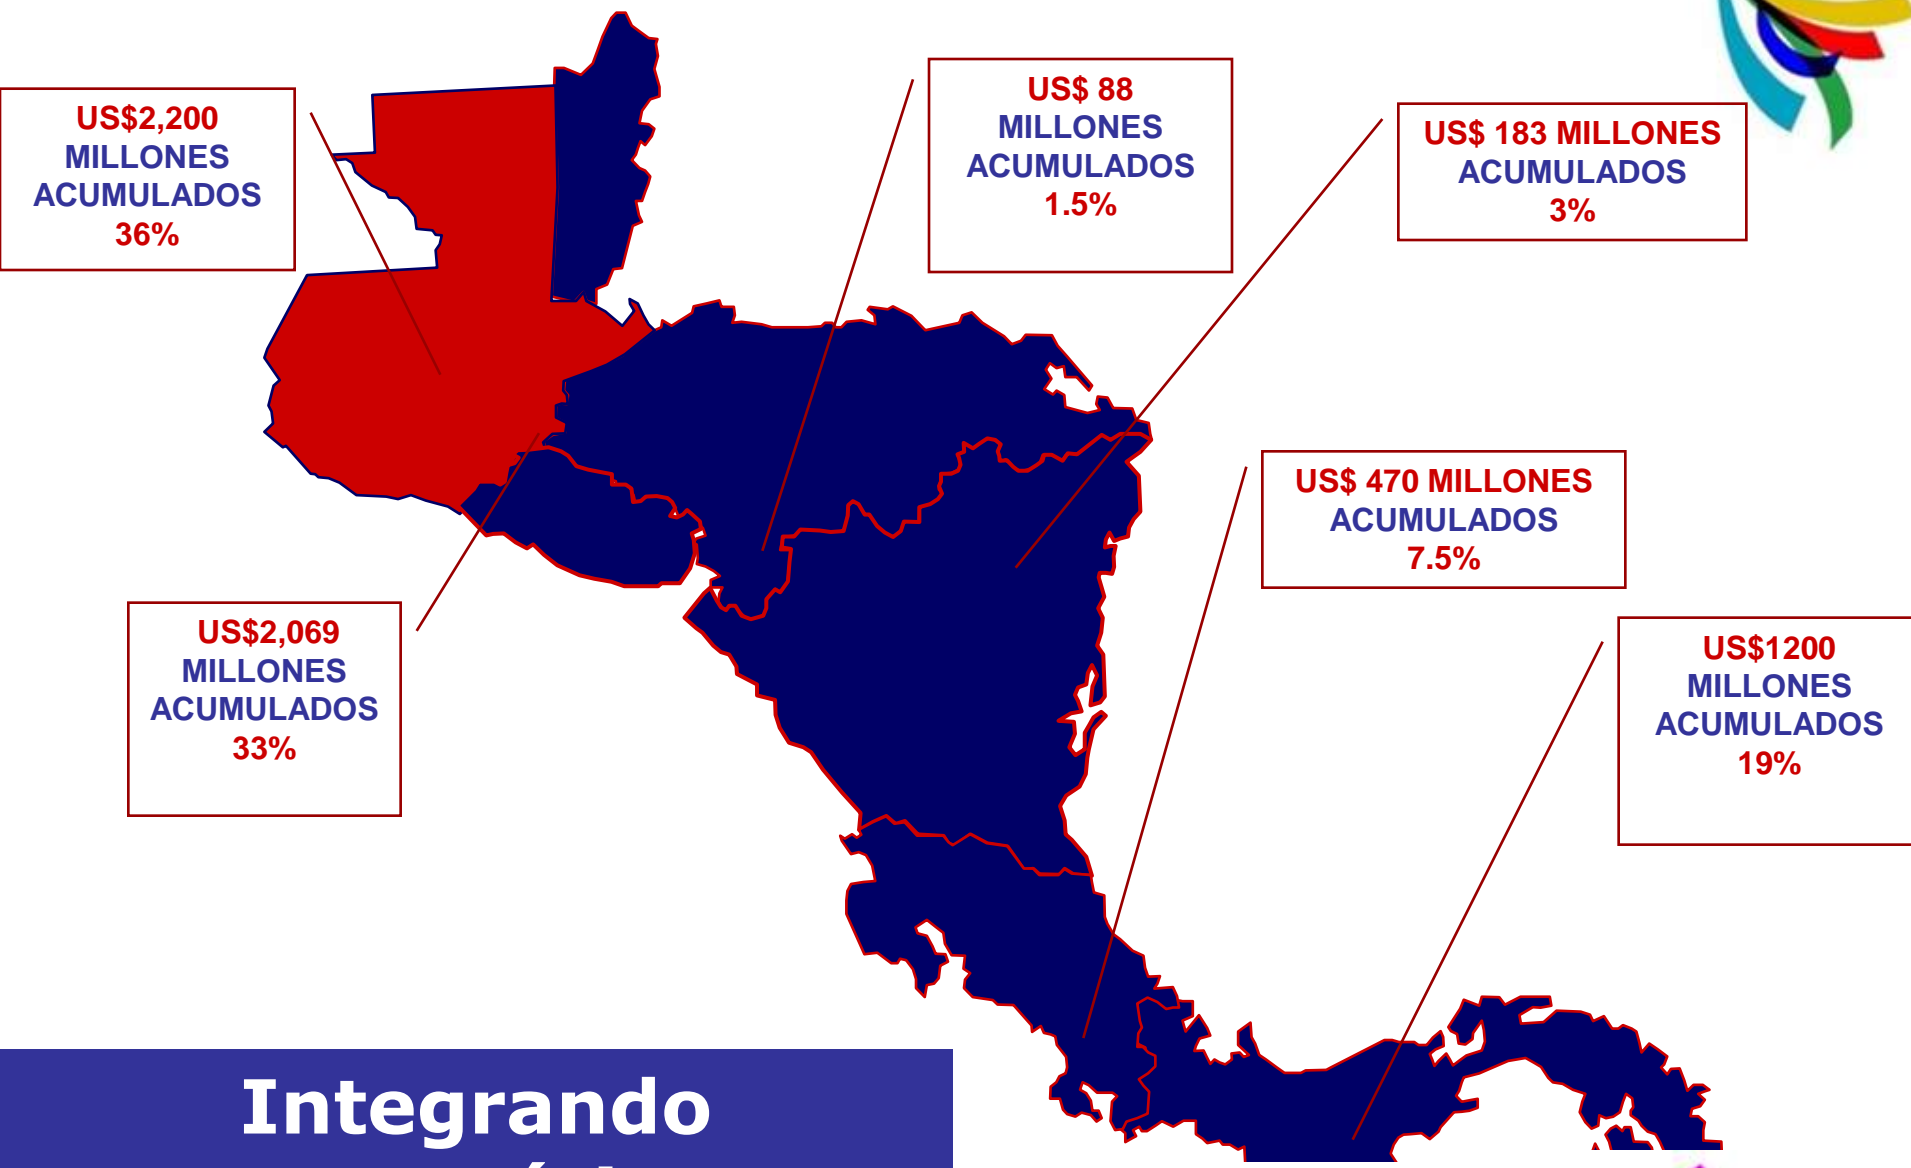 US$2,200
MILLONES
ACUMULADOS
36%
US$ 88
MILLONES
ACUMULADOS
1.5%
US$ 183 MILLONES
ACUMULADOS
3%
US$ 470 MILLONES
ACUMULADOS
7.5%
US$2,069
MILLONES
ACUMULADOS
33%
US$1200
MILLONES
ACUMULADOS
19%
Integrando